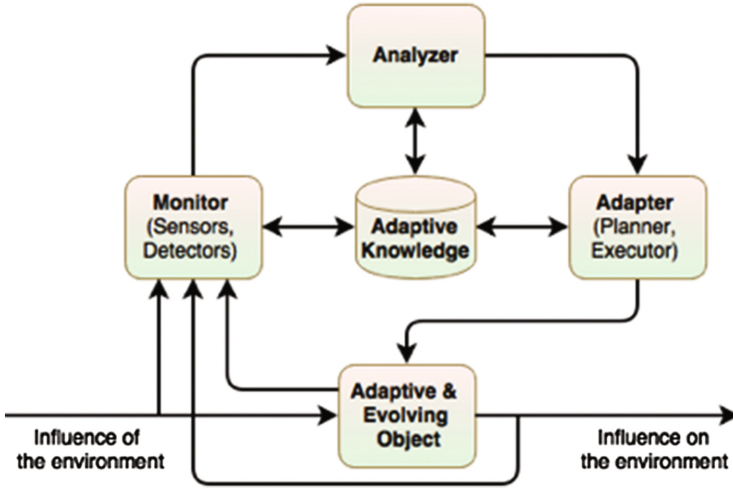 Analyzer
Monitor
(Sensors,
Detectors)
Adaptive
Knowledge
Adapter
(Planner,
Executor)
Adaptive &
Evolving
Object
Influence of
the environment
Influence on
the environment